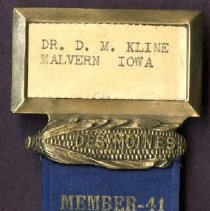 DR. D. M. KLINE
MALVERN IOWA
DES MOINES
MEMBER-41